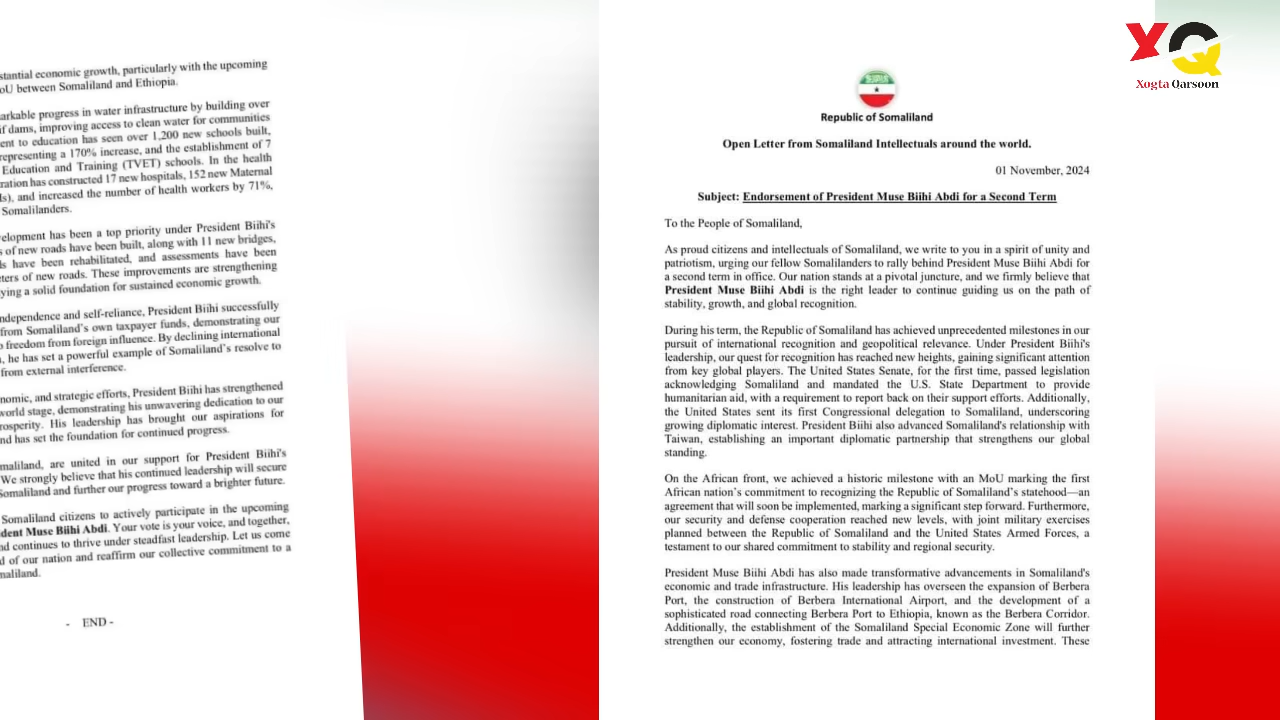 stantial economic growth, particularly with the upcoming
oU between Somaliland and Ethiopia.
arkable progress in water infrastructure by building over
if dams, improving access to clean water for communities
ent to education has seen over 1,200 new schools built,
representing a 170% increase, and the establishment of 7
Education and Training (TVET) schools. In the health
ration has constructed 17 new hospitals, 152 new Maternal
ls), and increased the number of health workers by 71%,
Somalilanders.
elopment has been a top priority under President Biihi's
s of new roads have been built, along with 11 new bridges,
ls have been rehabilitated, and assessments have been
ters of new roads. These improvements are strengthening
ying a solid foundation for sustained economic growth.
ndependence and self-reliance, President Biihi successfully
from Somaliland's own taxpayer funds, demonstrating our
o freedom from foreign influence. By declining international
, he has set a powerful example of Somaliland's resolve to
from external interference.
nomic, and strategic efforts, President Biihi has strengthened
world stage, demonstrating his unwavering dedication to our
rosperity. His leadership has brought our aspirations for
nd has set the foundation for continued progress.
maliland, are united in our support for President Biihi's
We strongly believe that his continued leadership will secure
Somaliland and further our progress toward a brighter future.
Somaliland citizens to actively participate in the upcoming
dent Muse Biihi Abdi. Your vote is your voice, and together,
nd continues to thrive under steadfast leadership. Let us come
d of our nation and reaffirm our collective commitment to a
maliland.
- END -
XQ
Xogta Qarsoon
Republic of Somaliland
Open Letter from Somaliland Intellectuals around the world.
01 November, 2024
Subject: Endorsement of President Muse Biihi Abdi for a Second Term
To the People of Somaliland,
As proud citizens and intellectuals of Somaliland, we write to you in a spirit of unity and
patriotism, urging our fellow Somalilanders to rally behind President Muse Biihi Abdi for
a second term in office. Our nation stands at a pivotal juncture, and we firmly believe that
President Muse Biihi Abdi is the right leader to continue guiding us on the path of
stability, growth, and global recognition.
During his term, the Republic of Somaliland has achieved unprecedented milestones in our
pursuit of international recognition and geopolitical relevance. Under President Biihi's
leadership, our quest for recognition has reached new heights, gaining significant attention
from key global players. The United States Senate, for the first time, passed legislation
acknowledging Somaliland and mandated the U.S. State Department to provide
humanitarian aid, with a requirement to report back on their support efforts. Additionally,
the United States sent its first Congressional delegation to Somaliland, underscoring
growing diplomatic interest. President Biihi also advanced Somaliland's relationship with
Taiwan, establishing an important diplomatic partnership that strengthens our global
standing.
On the African front, we achieved a historic milestone with an MoU marking the first
African nation's commitment to recognizing the Republic of Somaliland's statehood—an
agreement that will soon be implemented, marking a significant step forward. Furthermore,
our security and defense cooperation reached new levels, with joint military exercises
planned between the Republic of Somaliland and the United States Armed Forces, a
testament to our shared commitment to stability and regional security.
President Muse Biihi Abdi has also made transformative advancements in Somaliland's
economic and trade infrastructure. His leadership has overseen the expansion of Berbera
Port, the construction of Berbera International Airport, and the development of a
sophisticated road connecting Berbera Port to Ethiopia, known as the Berbera Corridor.
Additionally, the establishment of the Somaliland Special Economic Zone will further
strengthen our economy, fostering trade and attracting international investment. These